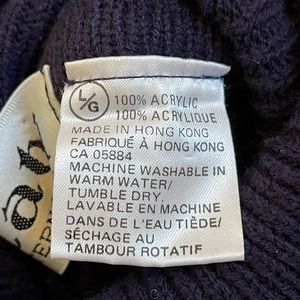 L/G
100% ACRYLIC
100% ACRYLIQUE
MADE IN HONG KONG
FABRIQUÉ À HONG KONG
CA 05884
MACHINE WASHABLE IN
WARM WATER/
TUMBLE DRY.
LAVABLE EN MACHINE
DANS DE L'EAU TIÈDE/
SÉCHAGE AU
TAMBOUR ROTATIF